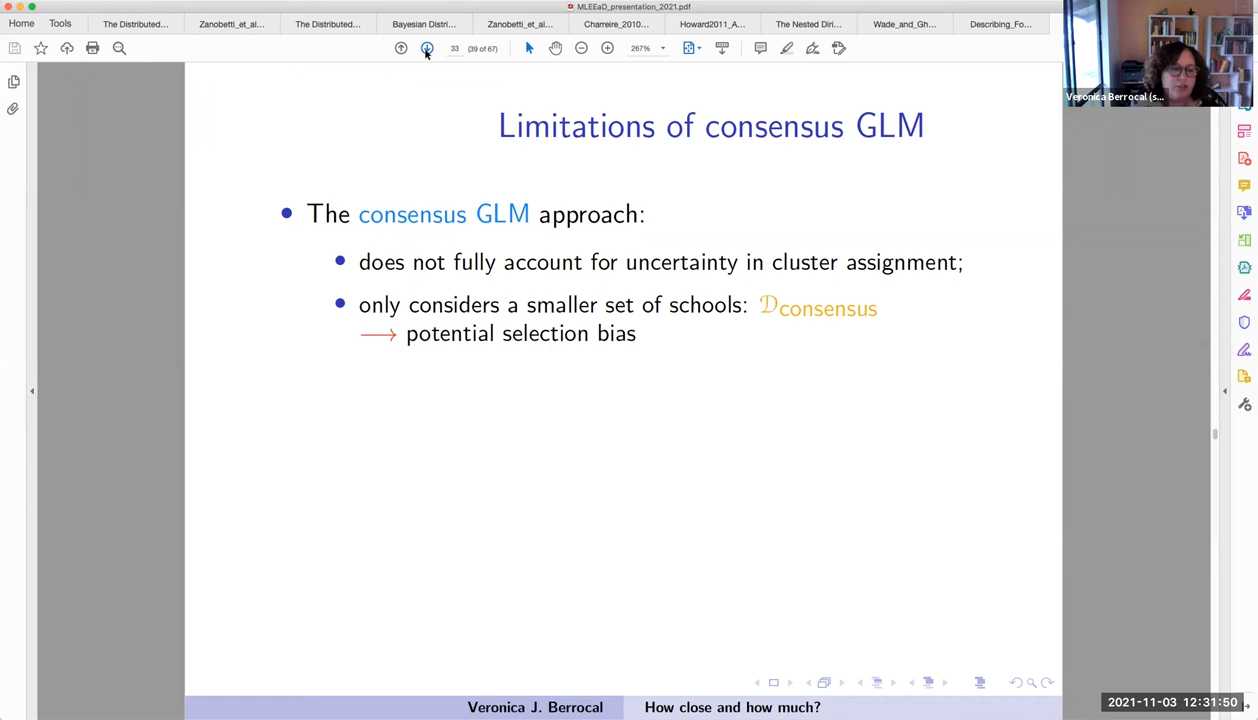 MLEEaD_presentation_2021.pdf
Home Tools The Distributed... Zanobetti_et_al... The Distributed... Bayesian Distri... Zanobetti_et_al... Charreire_2010... Howard2011_A... The Nested Diri... Wade_and_Gh... Describing_Fo...
33 (39 of 67) 267%
Veronica Berrocal (s...
Limitations of consensus GLM
The consensus GLM approach:
does not fully account for uncertainty in cluster assignment;
only considers a smaller set of schools: 𝒟consensus
⟶ potential selection bias
Veronica J. Berrocal How close and how much?
2021-11-03 12:31:50